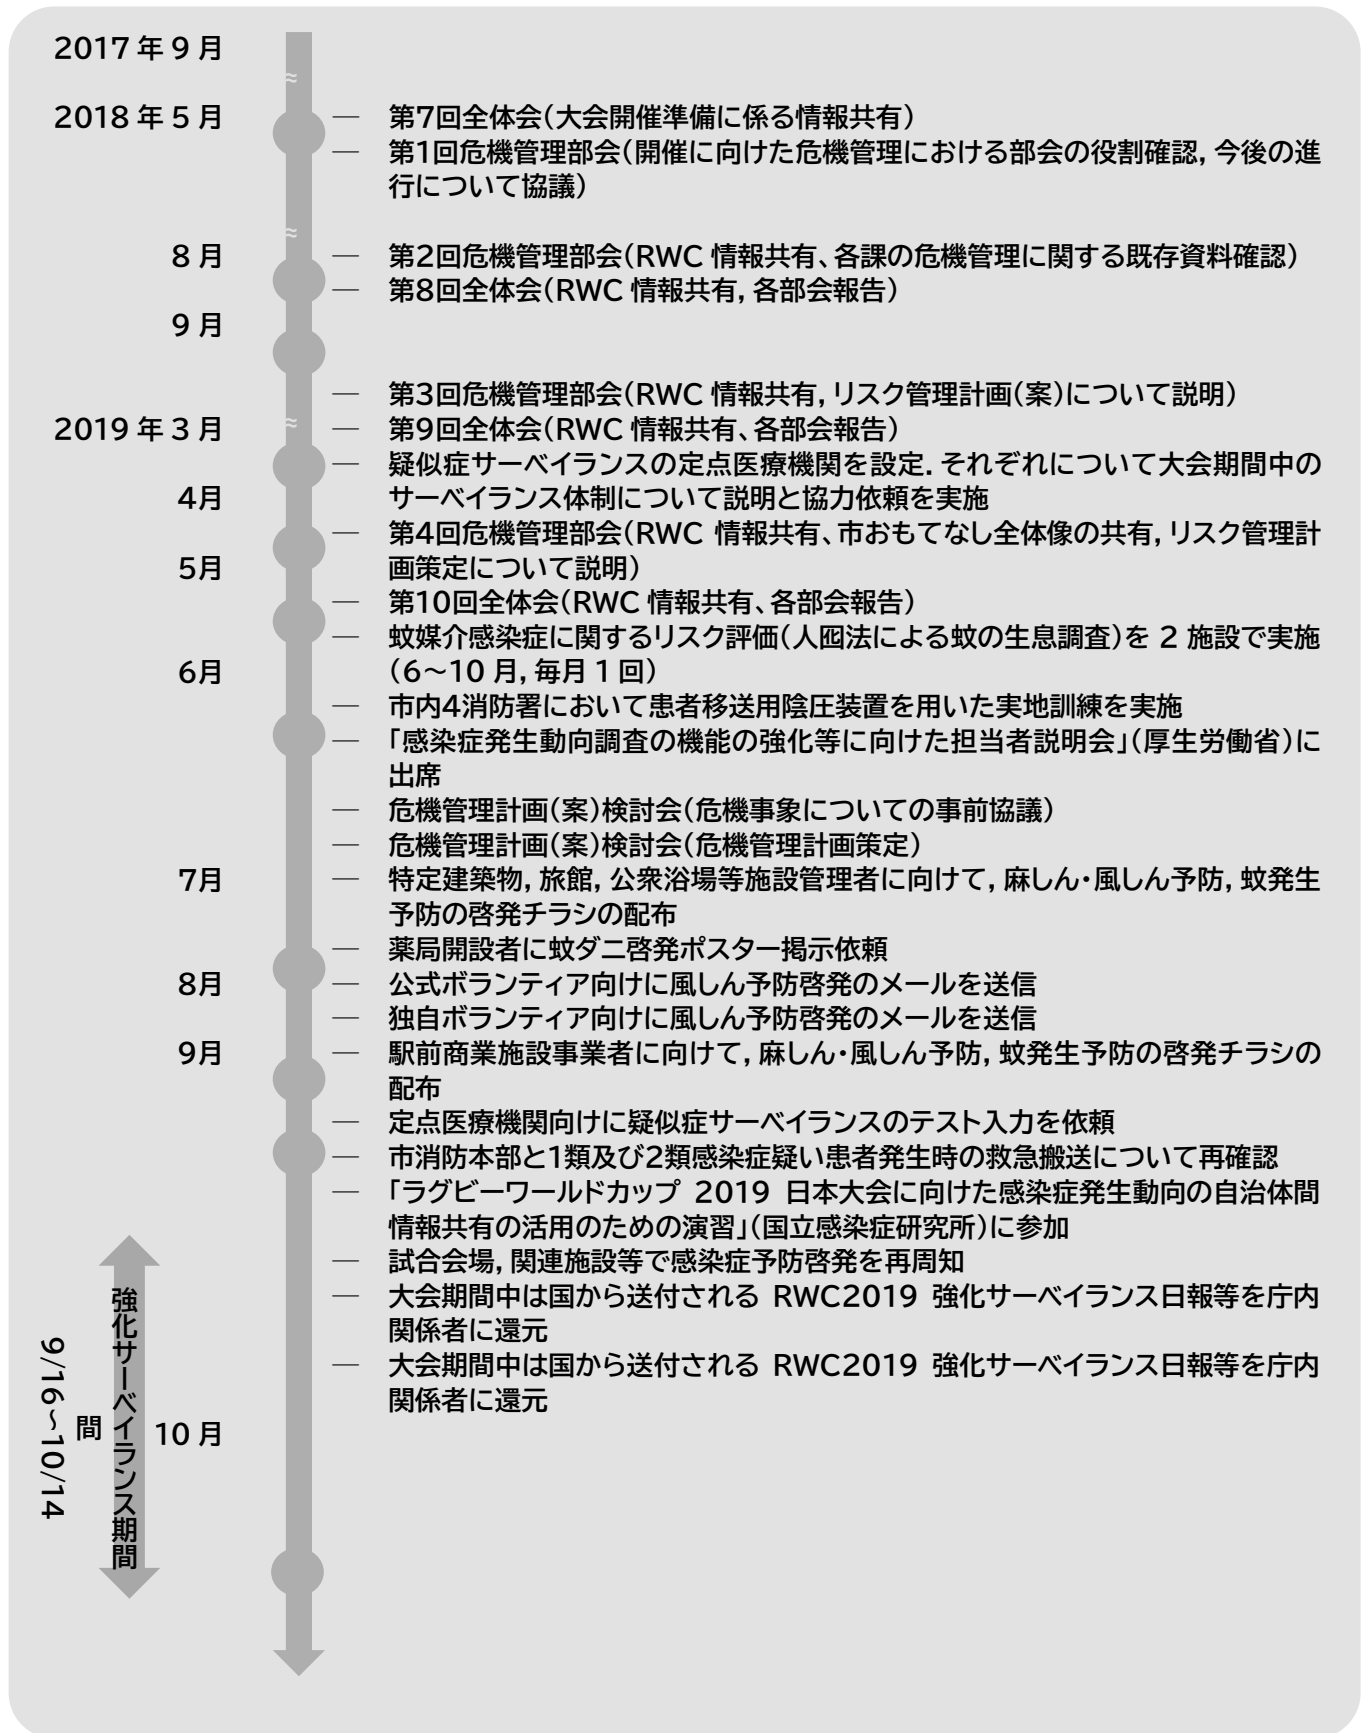 2017年9月
≈
2018年5月
― 第7回全体会(大会開催準備に係る情報共有)
― 第1回危機管理部会(開催に向けた危機管理における部会の役割確認, 今後の進
行について協議)
≈
8月
― 第2回危機管理部会(RWC情報共有、各課の危機管理に関する既存資料確認)
― 第8回全体会(RWC情報共有, 各部会報告)
9月
― 第3回危機管理部会(RWC情報共有, リスク管理計画(案)について説明)
2019年3月
≈
― 第9回全体会(RWC情報共有、各部会報告)
― 疑似症サーベイランスの定点医療機関を設定. それぞれについて大会期間中の
4月
サーベイランス体制について説明と協力依頼を実施
― 第4回危機管理部会(RWC 情報共有、市おもてなし全体像の共有, リスク管理計
5月
画策定について説明)
― 第10回全体会(RWC情報共有、各部会報告)
― 蚊媒介感染症に関するリスク評価(人囮法による蚊の生息調査)を 2 施設で実施
6月
(6～10月, 毎月1回)
― 市内4消防署において患者移送用陰圧装置を用いた実地訓練を実施
― 「感染症発生動向調査の機能の強化等に向けた担当者説明会」(厚生労働省)に
出席
― 危機管理計画(案)検討会(危機事象についての事前協議)
― 危機管理計画(案)検討会(危機管理計画策定)
7月
― 特定建築物, 旅館, 公衆浴場等施設管理者に向けて, 麻しん・風しん予防, 蚊発生
予防の啓発チラシの配布
― 薬局開設者に蚊ダニ啓発ポスター掲示依頼
8月
― 公式ボランティア向けに風しん予防啓発のメールを送信
― 独自ボランティア向けに風しん予防啓発のメールを送信
9月
― 駅前商業施設事業者に向けて, 麻しん・風しん予防, 蚊発生予防の啓発チラシの
配布
― 定点医療機関向けに疑似症サーベイランスのテスト入力を依頼
― 市消防本部と1類及び2類感染症疑い患者発生時の救急搬送について再確認
― 「ラグビーワールドカップ 2019 日本大会に向けた感染症発生動向の自治体間
情報共有の活用のための演習」(国立感染症研究所)に参加
― 試合会場, 関連施設等で感染症予防啓発を再周知
― 大会期間中は国から送付される RWC2019 強化サーベイランス日報等を庁内
関係者に還元
― 大会期間中は国から送付される RWC2019 強化サーベイランス日報等を庁内
関係者に還元
10月
強化サーベイランス期間
間
9/16～10/14